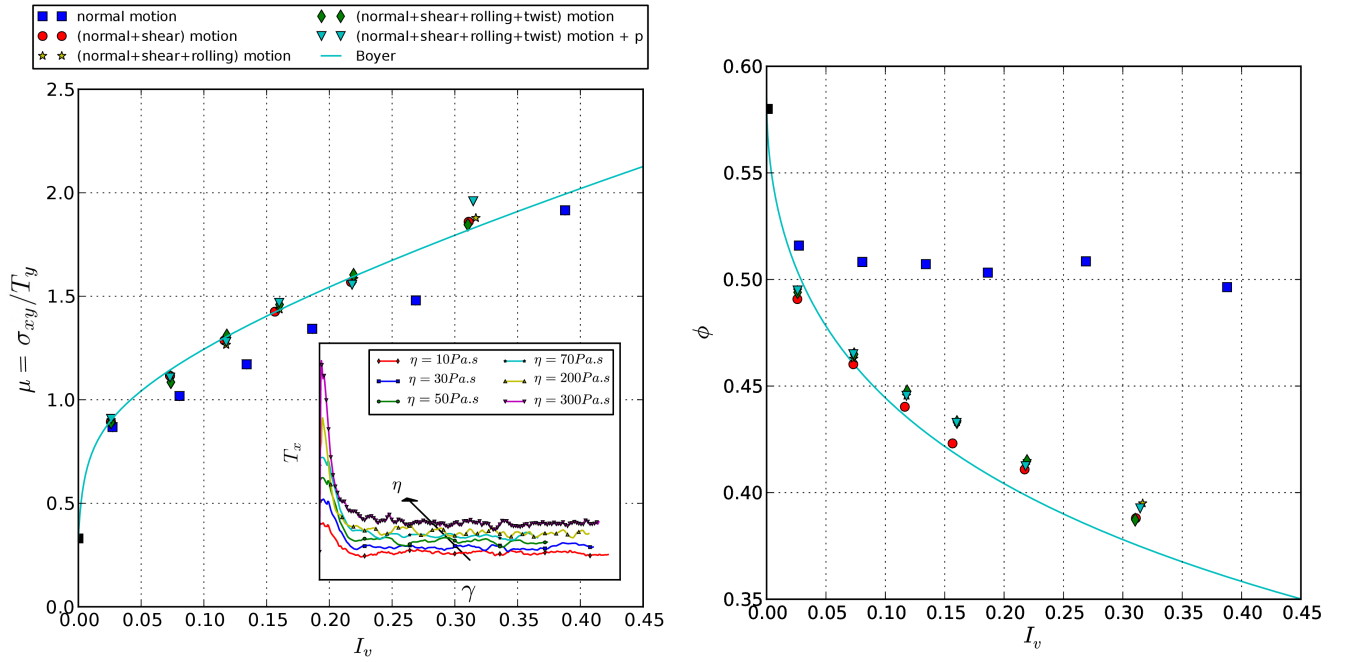 normal motion
(normal+shear) motion
(normal+shear+rolling) motion
(normal+shear+rolling+twist) motion
(normal+shear+rolling+twist) motion + p
Boyer
2.5
2.0
1.5
1.0
0.5
0.0
μ = σxy/Ty
0.00 0.05 0.10 0.15 0.20 0.25 0.30 0.35 0.40 0.45
Iv
η = 10Pa.s
η = 30Pa.s
η = 50Pa.s
η = 70Pa.s
η = 200Pa.s
η = 300Pa.s
Tx
η
γ
0.60
0.55
0.50
0.45
0.40
0.35
ϕ
0.00 0.05 0.10 0.15 0.20 0.25 0.30 0.35 0.40 0.45
Iv